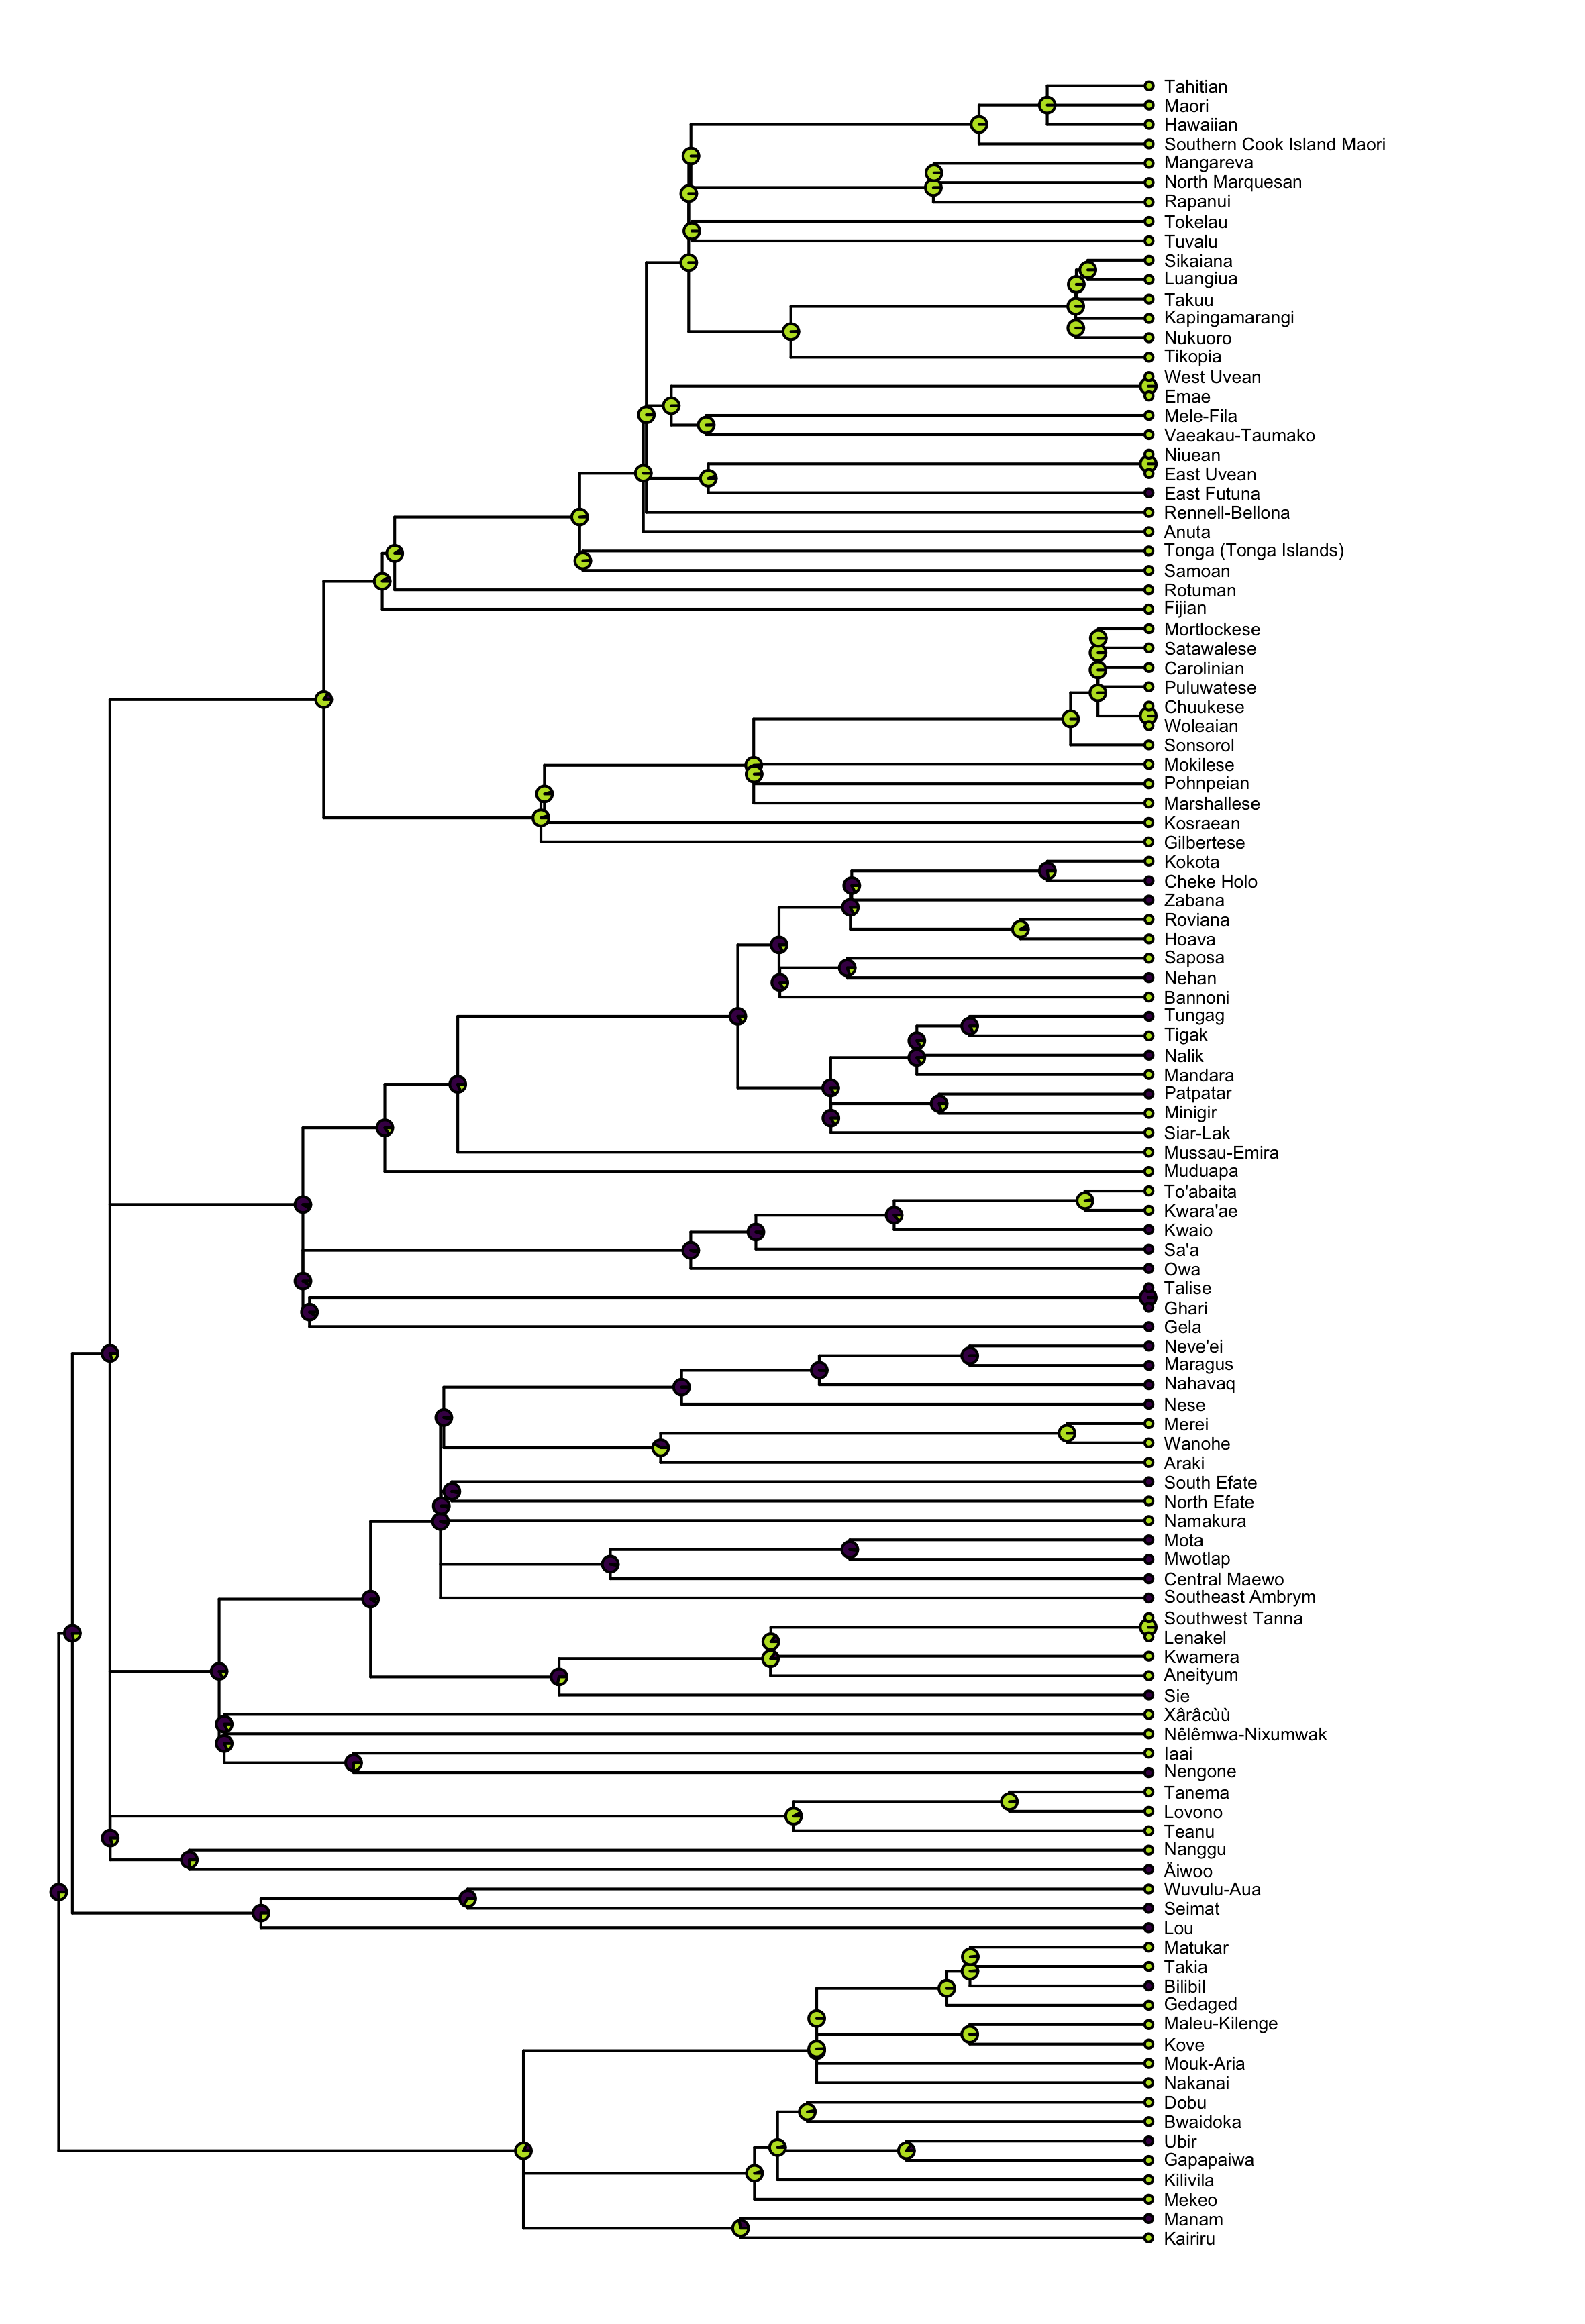 Tahitian
Maori
Hawaiian
Southern Cook Island Maori
Mangareva
North Marquesan
Rapanui
Tokelau
Tuvalu
Sikaiana
Luangiua
Takuu
Kapingamarangi
Nukuoro
Tikopia
West Uvean
Emae
Mele-Fila
Vaeakau-Taumako
Niuean
East Uvean
East Futuna
Rennell-Bellona
Anuta
Tonga (Tonga Islands)
Samoan
Rotuman
Fijian
Mortlockese
Satawalese
Carolinian
Puluwatese
Chuukese
Woleaian
Sonsorol
Mokilese
Pohnpeian
Marshallese
Kosraean
Gilbertese
Kokota
Cheke Holo
Zabana
Roviana
Hoava
Saposa
Nehan
Bannoni
Tungag
Tigak
Nalik
Mandara
Patpatar
Minigir
Siar-Lak
Mussau-Emira
Muduapa
To'abaita
Kwara'ae
Kwaio
Sa'a
Owa
Talise
Ghari
Gela
Neve'ei
Maragus
Nahavaq
Nese
Merei
Wanohe
Araki
South Efate
North Efate
Namakura
Mota
Mwotlap
Central Maewo
Southeast Ambrym
Southwest Tanna
Lenakel
Kwamera
Aneityum
Sie
Xârâcùù
Nêlêmwa-Nixumwak
Iaai
Nengone
Tanema
Lovono
Teanu
Nanggu
Äiwoo
Wuvulu-Aua
Seimat
Lou
Matukar
Takia
Bilibil
Gedaged
Maleu-Kilenge
Kove
Mouk-Aria
Nakanai
Dobu
Bwaidoka
Ubir
Gapapaiwa
Kilivila
Mekeo
Manam
Kairiru